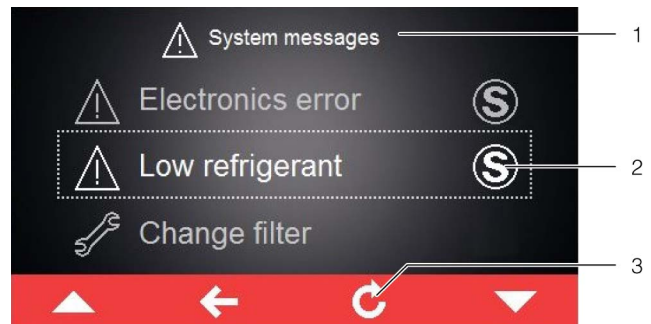 System messages 1
Electronics error S
Low refrigerant S 2
Change filter
3